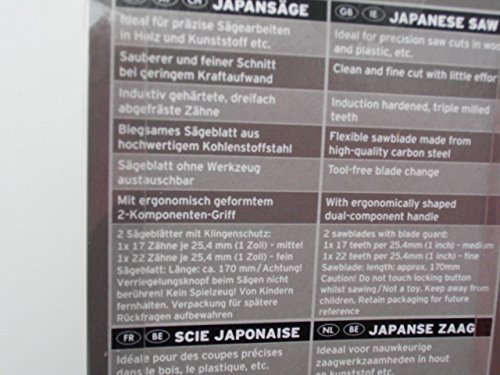 CH JAPANSÄGE
Ideal für präzise Sägearbeiten
in Holz und Kunststoff etc.
Sauberer und feiner Schnitt
bei geringem Kraftaufwand
Induktiv gehärtete, dreifach
abgefräste Zähne
Biegsames Sägeblatt aus
hochwertigem Kohlenstoffstahl
Sägeblatt ohne Werkzeug
austauschbar
Mit ergonomisch geformtem
2-Komponenten-Griff
2 Sägeblätter mit Klingenschutz:
1x 17 Zähne je 25,4 mm (1 Zoll) - mittel
1x 22 Zähne je 25,4 mm (1 Zoll) - fein
Sägeblatt: Länge: ca. 170 mm/Achtung!
Verriegelungsknopf beim Sägen nicht
berühren! Kein Spielzeug! Von Kindern
fernhalten. Verpackung für spätere
Rückfragen aufbewahren
GB IE JAPANESE SAW
Ideal for precision saw cuts in
and plastic, etc.
Clean and fine cut with little
Induction hardened, triple milled
teeth
Flexible sawblade made from
high-quality carbon steel
Tool-free blade change
With ergonomically shaped
dual-component handle
2 sawblades with blade guard:
1x 17 teeth per 25.4mm (1 inch) - medium
1x 22 teeth per 25.4mm (1 inch) - fine
Sawblade: length: approx. 170mm
Caution! Do not touch locking button
whilst sawing / Not a toy. Keep away from
children. Retain packaging for future
reference
FR BE SCIE JAPONAISE
Idéale pour des coupes précises
dans le bois, le plastique, etc.
NL BE JAPANSE ZAAG
Ideaal voor nauwkeurige
zaagwerkzaamheden in hout
en kunststof etc.